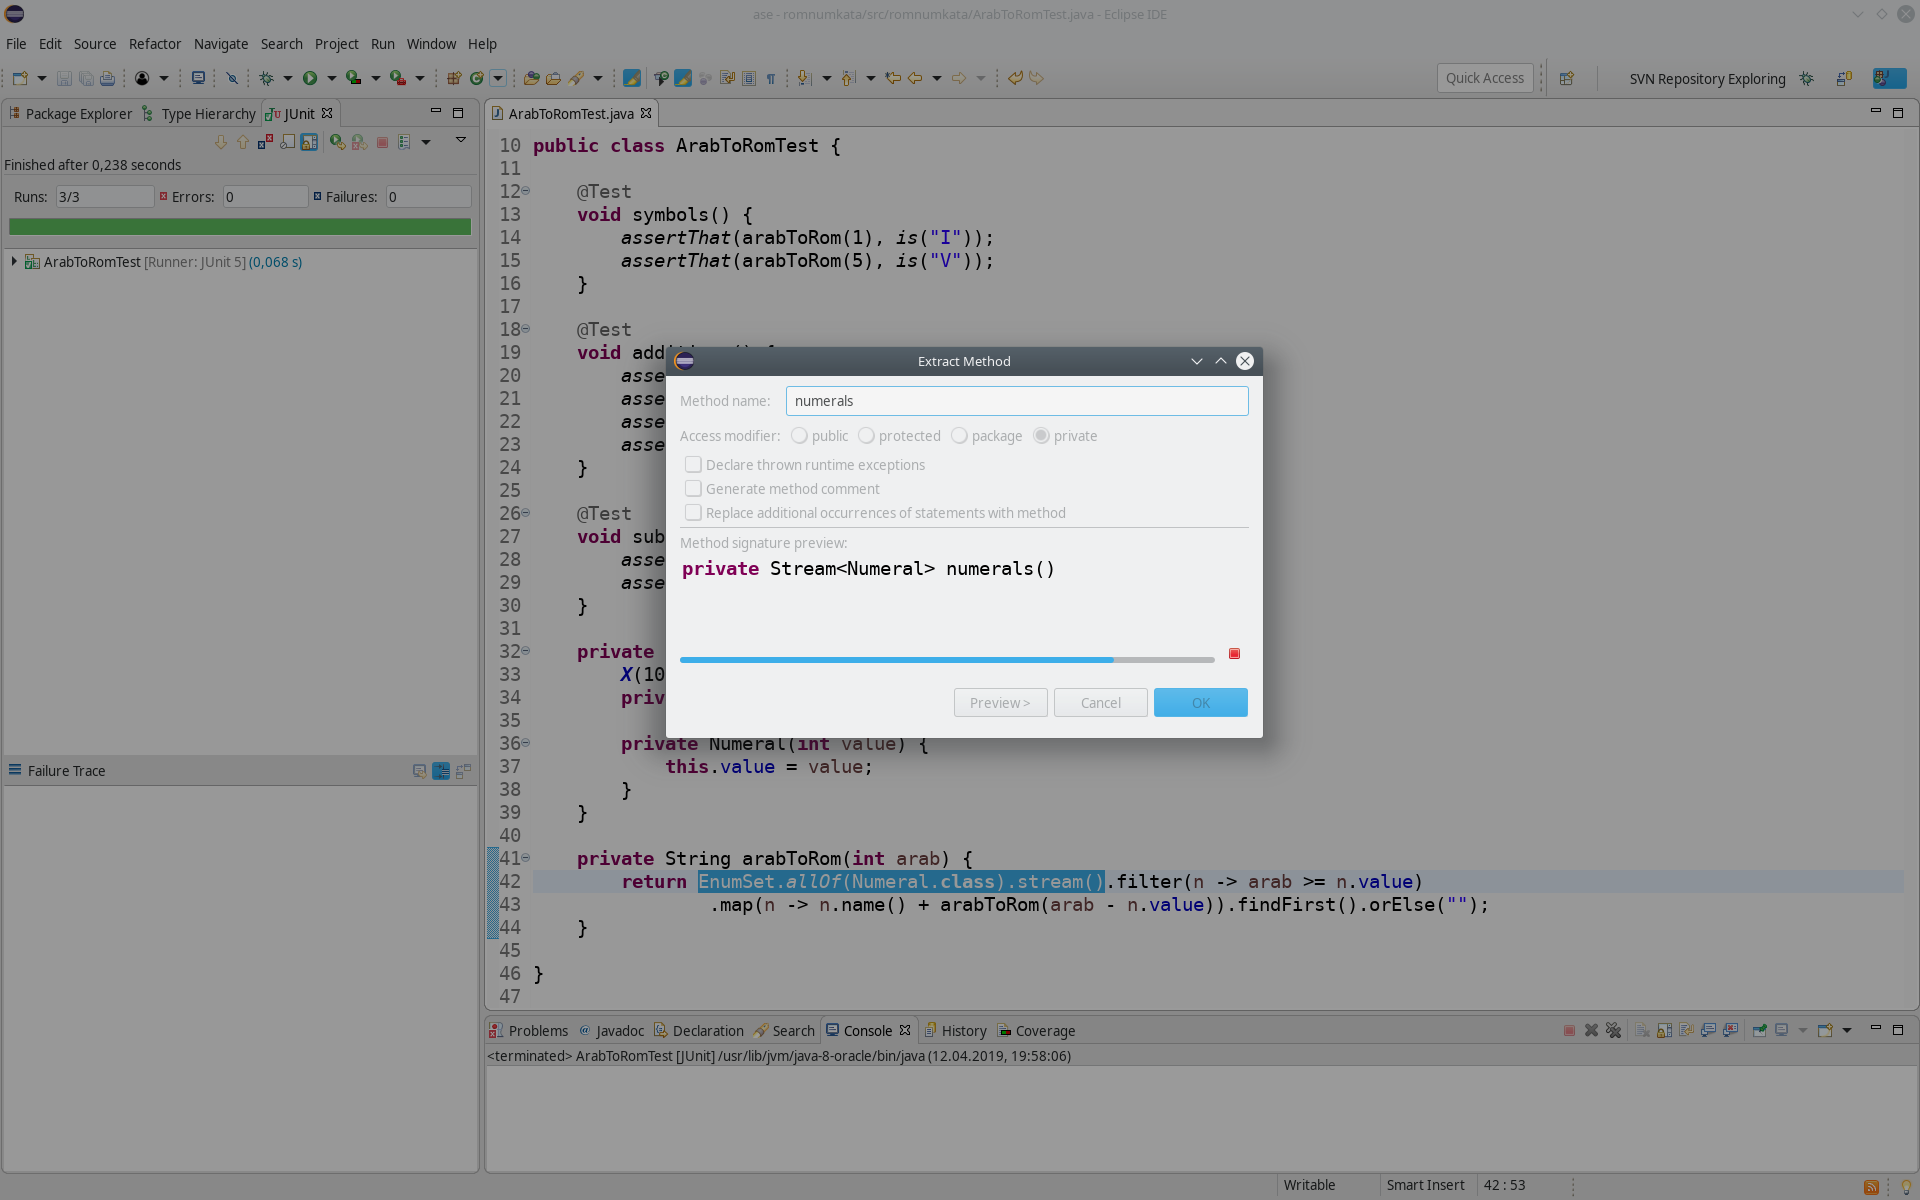 ase - romnumkata/src/romnumkata/ArabToRomTest.java - Eclipse IDE
File Edit Source Refactor Navigate Search Project Run Window Help
Quick Access
SVN Repository Exploring
Package Explorer Type Hierarchy JUnit
Finished after 0,238 seconds
Runs: 3/3 Errors: 0 Failures: 0
ArabToRomTest [Runner: JUnit 5] (0,068 s)
Failure Trace
ArabToRomTest.java
10 public class ArabToRomTest {
11
12 @Test
13 void symbols() {
14 assertThat(arabToRom(1), is("I"));
15 assertThat(arabToRom(5), is("V"));
16 }
17
18 @Test
19 void add
20 asse
21 asse
22 asse
23 asse
24 }
25
26 @Test
27 void sub
28 asse
29 asse
30 }
31
32 private
33 X(10
34 priv
35
36 private Numeral(int value) {
37 this.value = value;
38 }
39 }
40
41 private String arabToRom(int arab) {
42 return EnumSet.allOf(Numeral.class).stream().filter(n -> arab >= n.value)
43 .map(n -> n.name() + arabToRom(arab - n.value)).findFirst().orElse("");
44 }
45
46 }
47
Extract Method
Method name: numerals
Access modifier: public protected package private
Declare thrown runtime exceptions
Generate method comment
Replace additional occurrences of statements with method
Method signature preview:
private Stream<Numeral> numerals()
Preview > Cancel OK
Problems Javadoc Declaration Search Console History Coverage
<terminated> ArabToRomTest [JUnit] /usr/lib/jvm/java-8-oracle/bin/java (12.04.2019, 19:58:06)
Writable Smart Insert 42 : 53